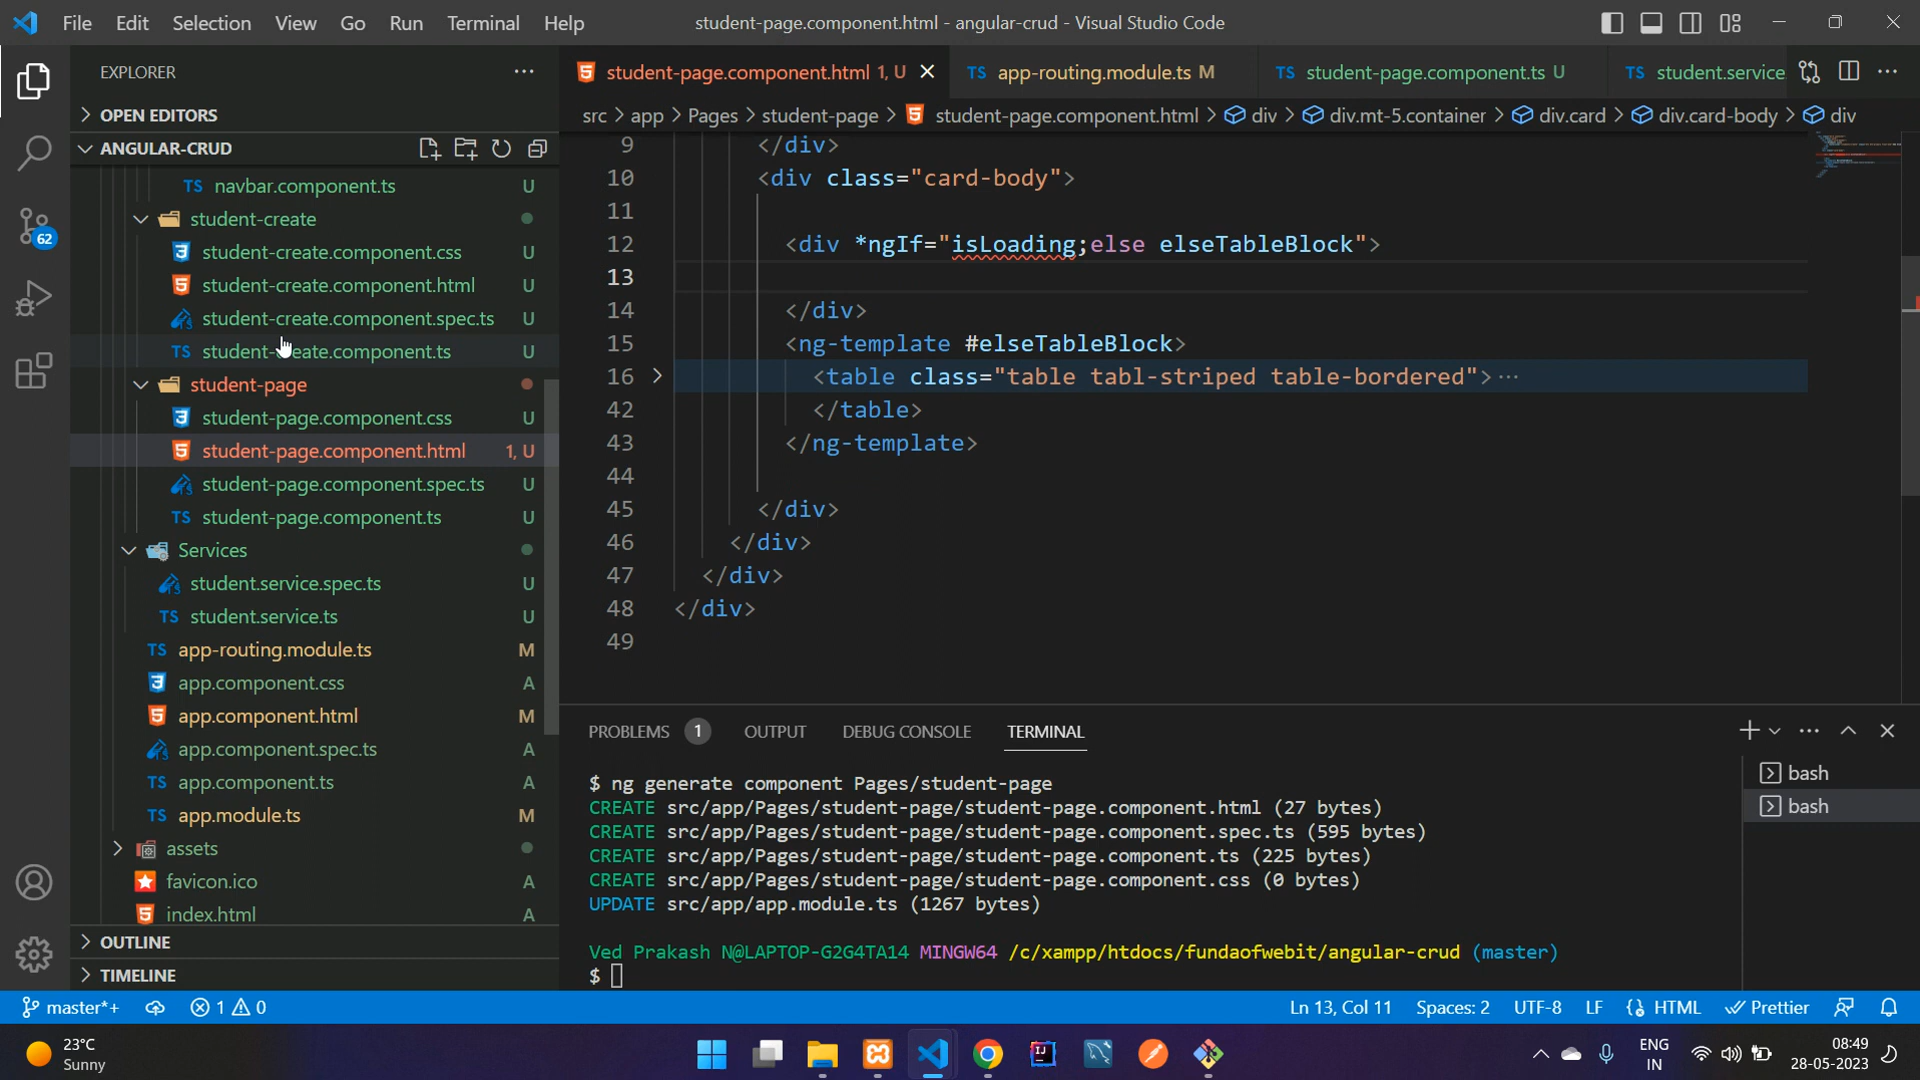 File Edit Selection View Go Run Terminal Help
student-page.component.html - angular-crud - Visual Studio Code
EXPLORER
OPEN EDITORS
ANGULAR-CRUD
TS navbar.component.ts U
student-create
student-create.component.css U
student-create.component.html U
student-create.component.spec.ts U
TS student-create.component.ts U
student-page
student-page.component.css U
student-page.component.html 1, U
student-page.component.spec.ts U
TS student-page.component.ts U
Services
student.service.spec.ts U
TS student.service.ts U
TS app-routing.module.ts M
app.component.css A
app.component.html M
app.component.spec.ts A
TS app.component.ts A
TS app.module.ts M
assets
favicon.ico A
index.html A
OUTLINE
TIMELINE
62
student-page.component.html 1, U
TS app-routing.module.ts M
TS student-page.component.ts U
TS student.service
src > app > Pages > student-page > student-page.component.html > div > div.mt-5.container > div.card > div.card-body > div
9 </div>
10 <div class="card-body">
11
12 <div *ngIf="isLoading;else elseTableBlock">
13
14 </div>
15 <ng-template #elseTableBlock>
16 <table class="table tabl-striped table-bordered">···
42 </table>
43 </ng-template>
44
45 </div>
46 </div>
47 </div>
48 </div>
49
PROBLEMS 1 OUTPUT DEBUG CONSOLE TERMINAL
$ ng generate component Pages/student-page
CREATE src/app/Pages/student-page/student-page.component.html (27 bytes)
CREATE src/app/Pages/student-page/student-page.component.spec.ts (595 bytes)
CREATE src/app/Pages/student-page/student-page.component.ts (225 bytes)
CREATE src/app/Pages/student-page/student-page.component.css (0 bytes)
UPDATE src/app/app.module.ts (1267 bytes)
Ved Prakash N@LAPTOP-G2G4TA14 MINGW64 /c/xampp/htdocs/fundaofwebit/angular-crud (master)
$
bash
bash
master*+ 1 0
Ln 13, Col 11 Spaces: 2 UTF-8 LF HTML Prettier
23°C
Sunny
ENG
IN
08:49
28-05-2023